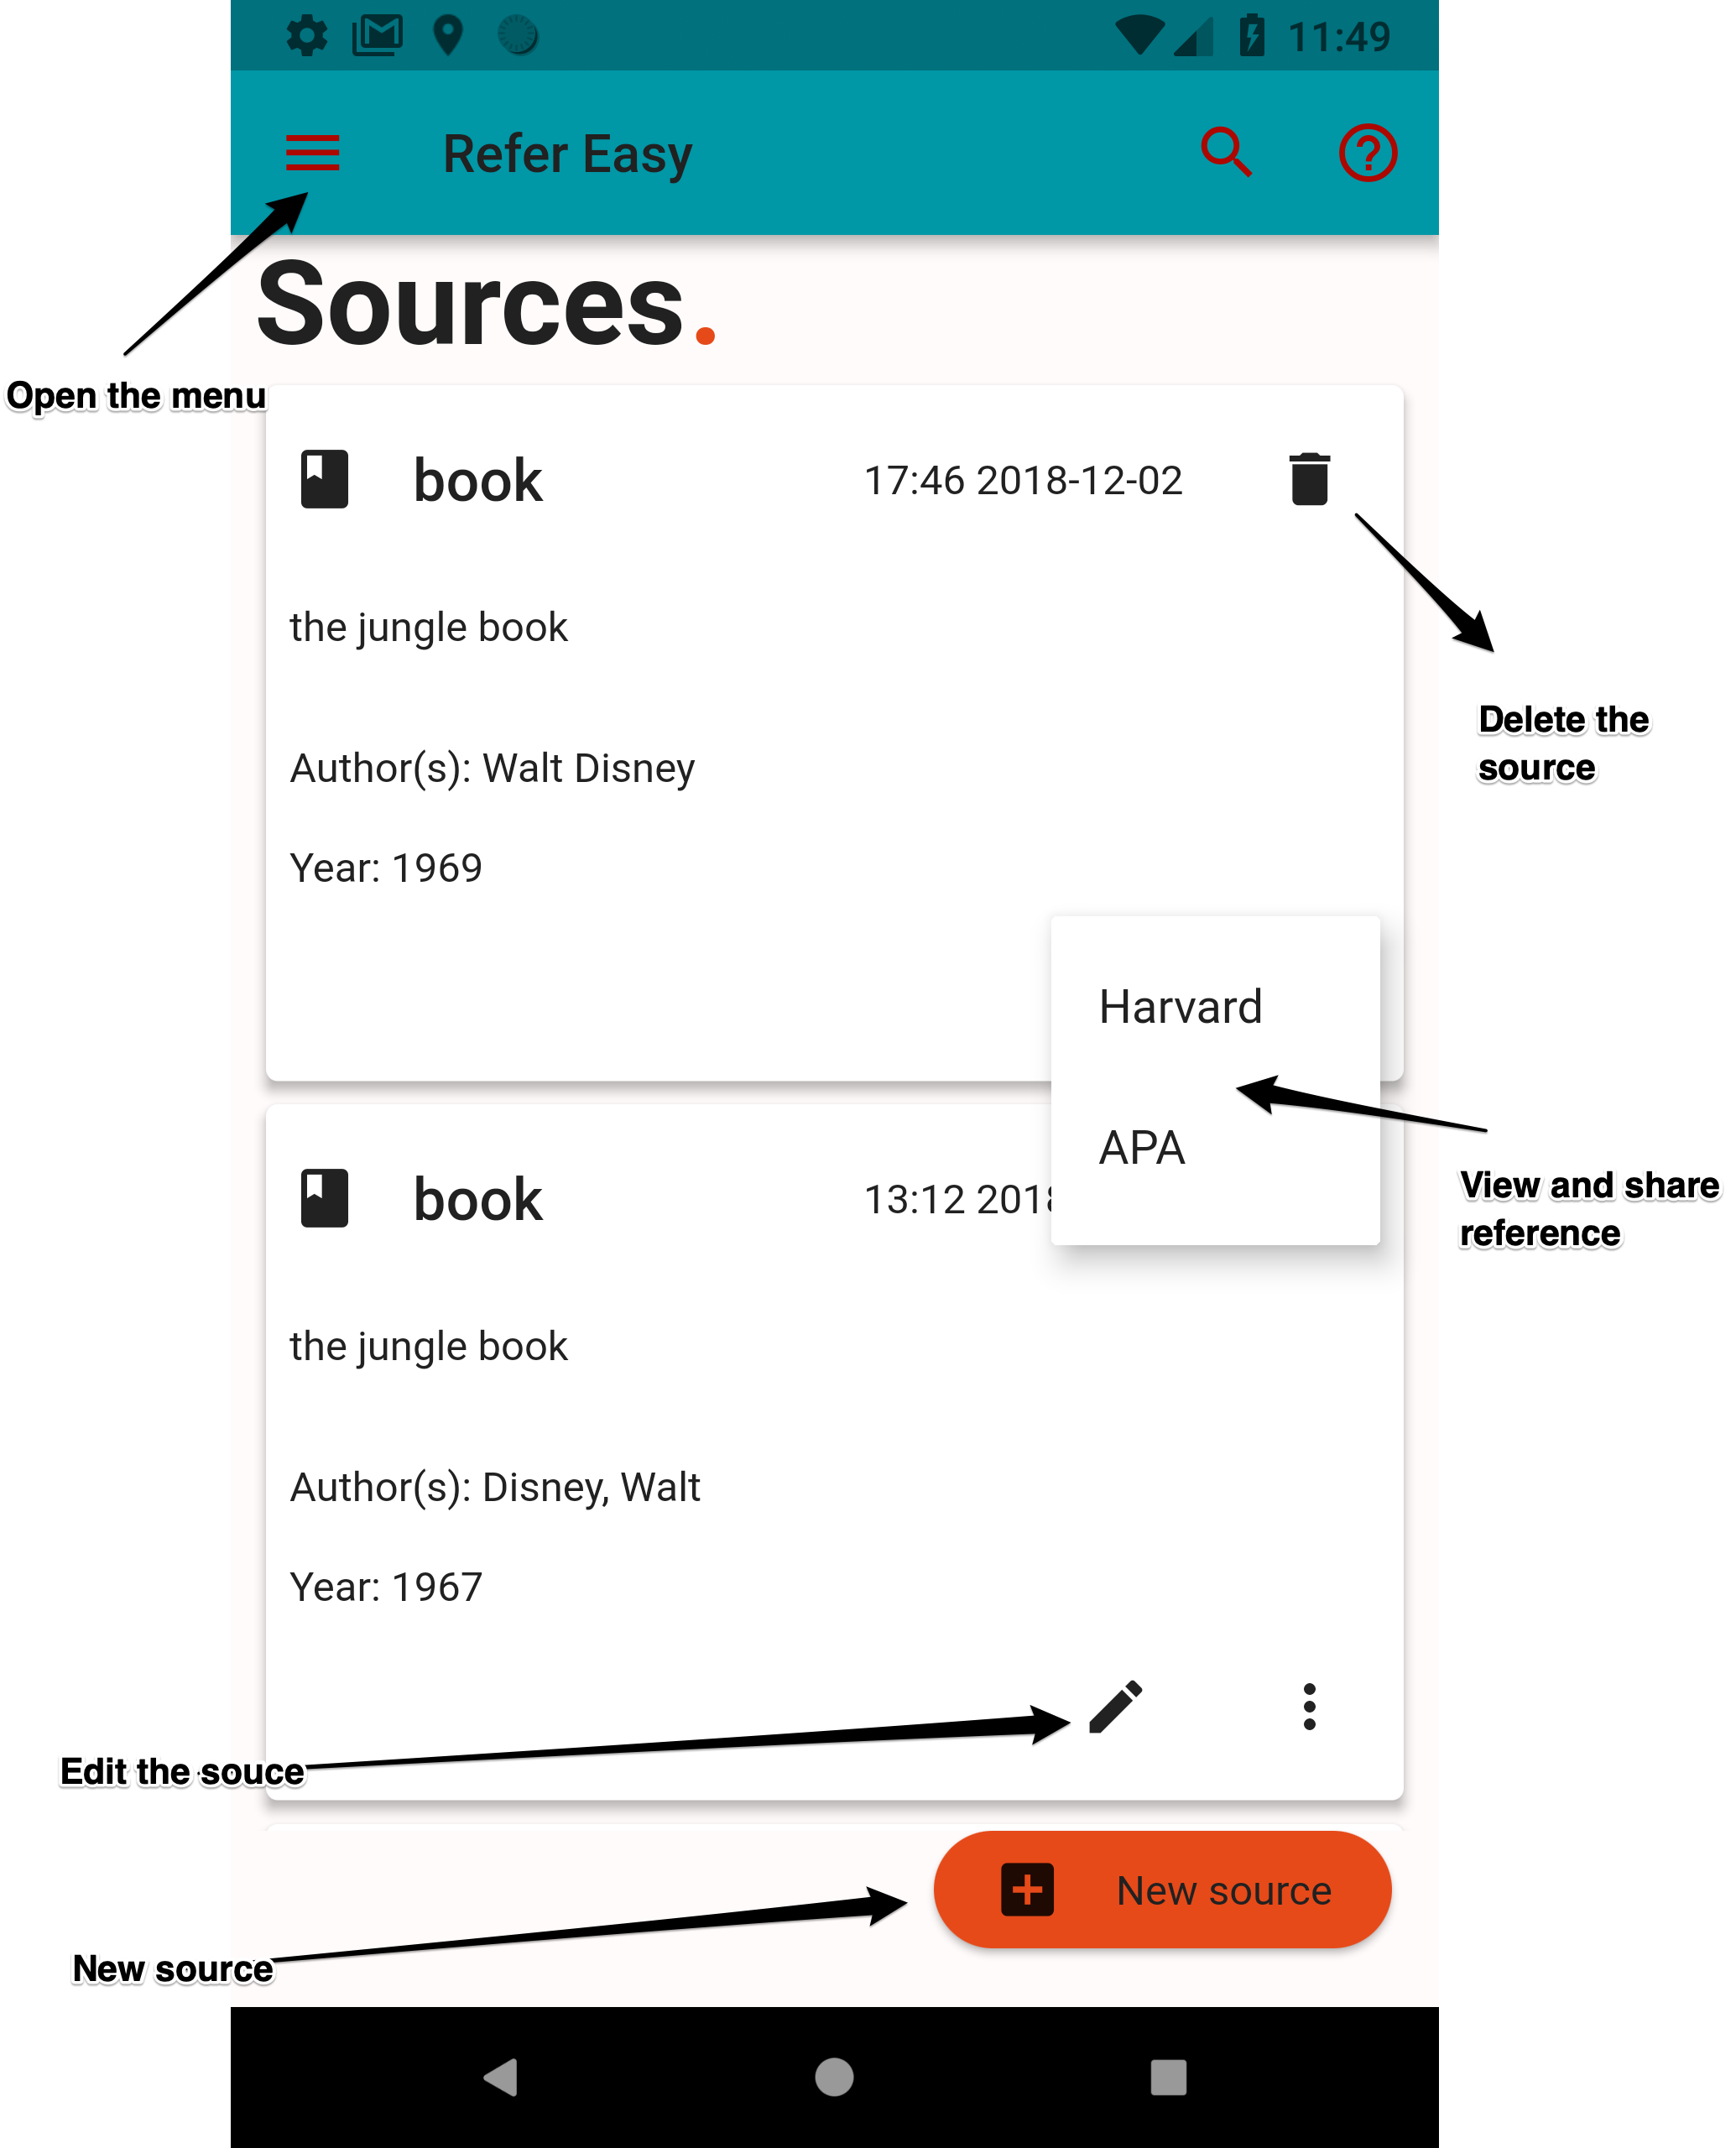 11:49
Refer Easy
Sources.
Open the menu
book 17:46 2018-12-02
the jungle book
Delete the
source
Author(s): Walt Disney
Year: 1969
Harvard
APA
View and share
reference
book 13:12 2018
the jungle book
Author(s): Disney, Walt
Year: 1967
Edit the souce
New source
New source